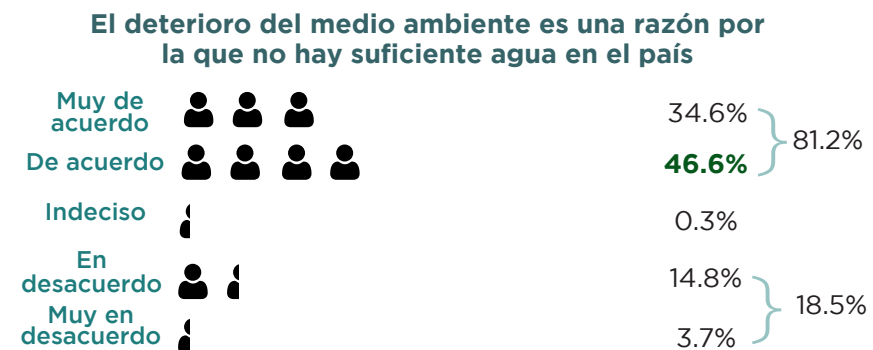 El deterioro del medio ambiente es una razón por
la que no hay suficiente agua en el país
Muy de
acuerdo
34.6%
De acuerdo
46.6%
81.2%
Indeciso
0.3%
En
desacuerdo
14.8%
Muy en
desacuerdo
3.7%
18.5%